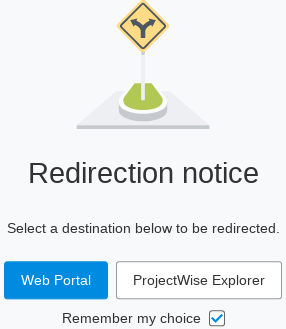 Redirection notice
Select a destination below to be redirected.
Web Portal
ProjectWise Explorer
Remember my choice